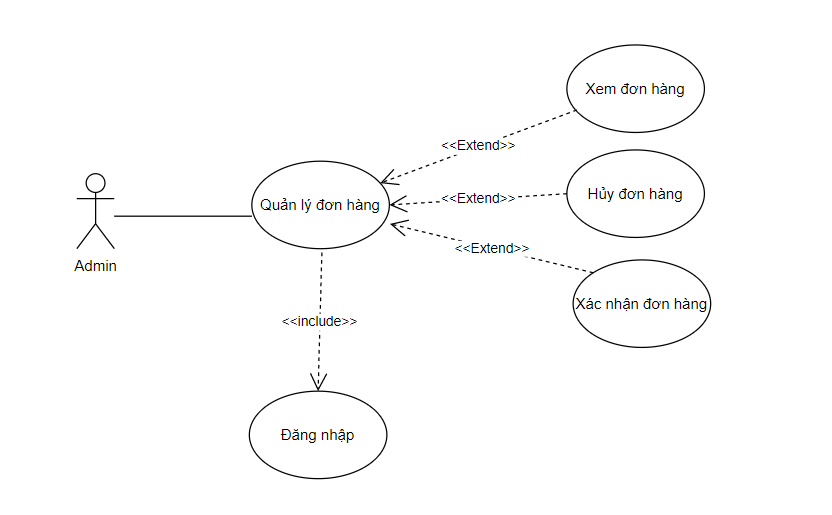 Xem đơn hàng
<<Extend>>
Hủy đơn hàng
<<Extend>>
Quản lý đơn hàng
<<Extend>>
Admin
Xác nhận đơn hàng
<<include>>
Đăng nhập